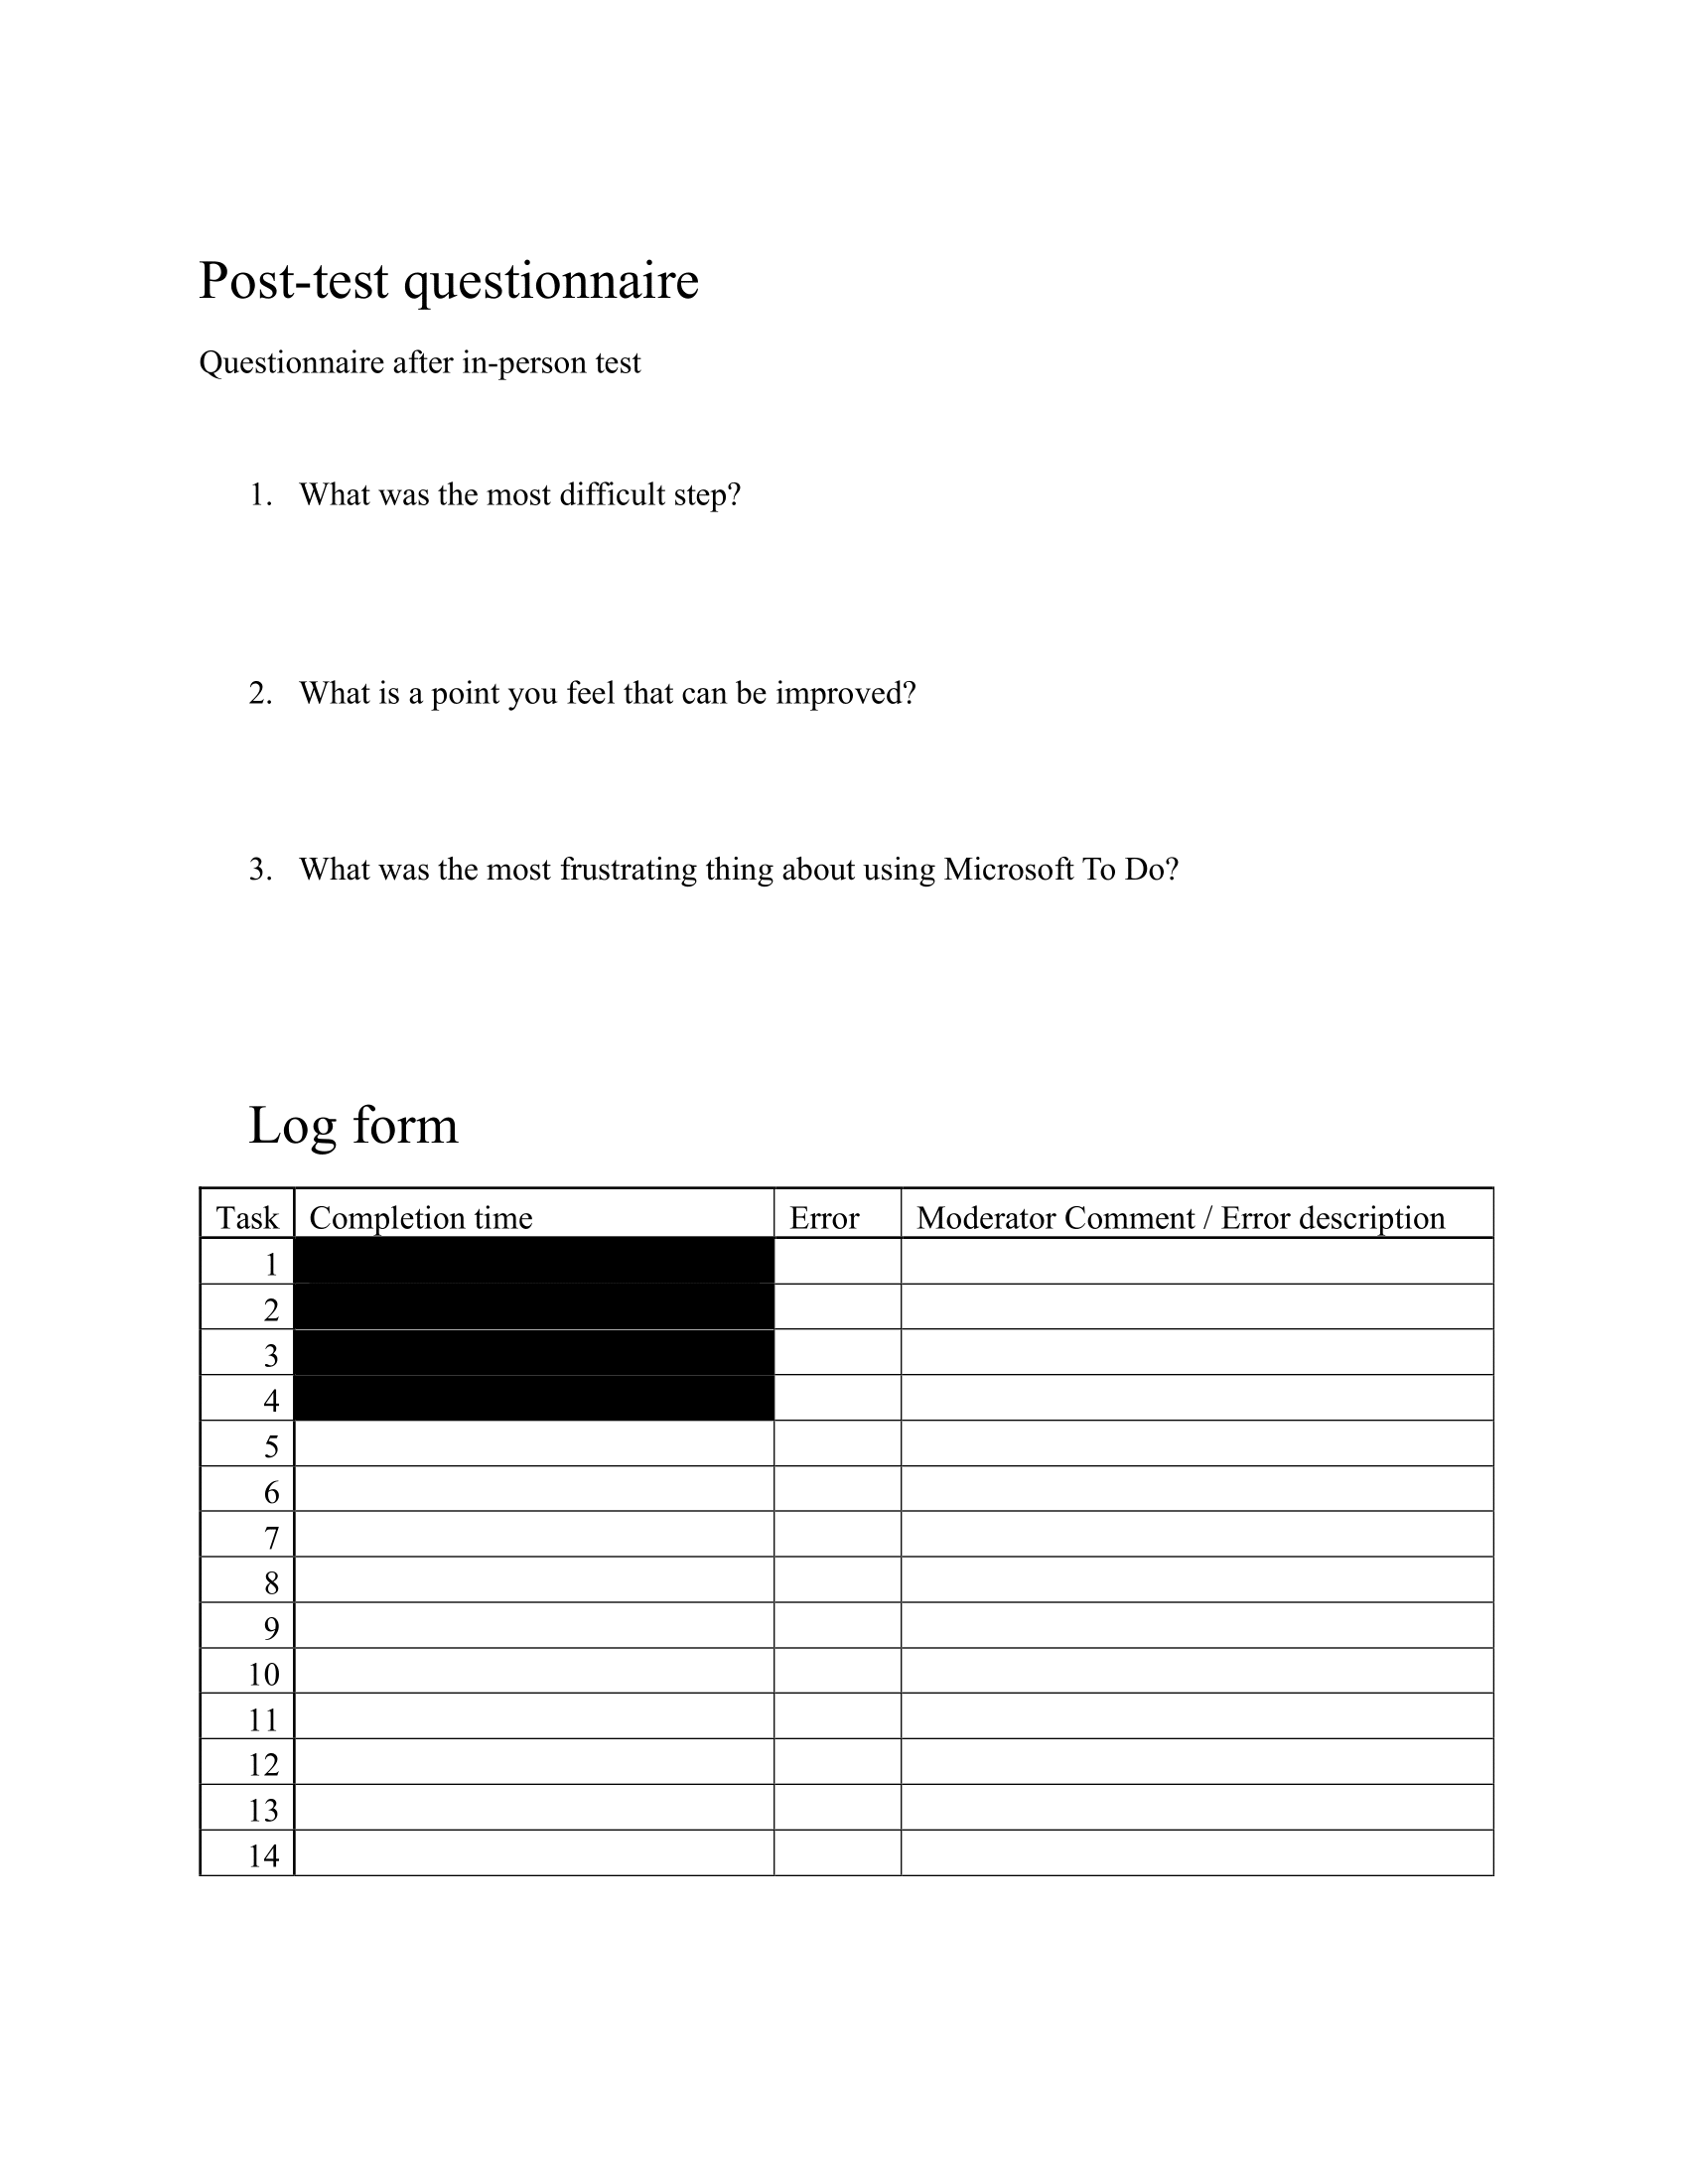 Post-test questionnaire
Questionnaire after in-person test
1. What was the most difficult step?
2. What is a point you feel that can be improved?
3. What was the most frustrating thing about using Microsoft To Do?
Log form
Task Completion time Error Moderator Comment / Error description
1
2
3
4
5
6
7
8
9
10
11
12
13
14